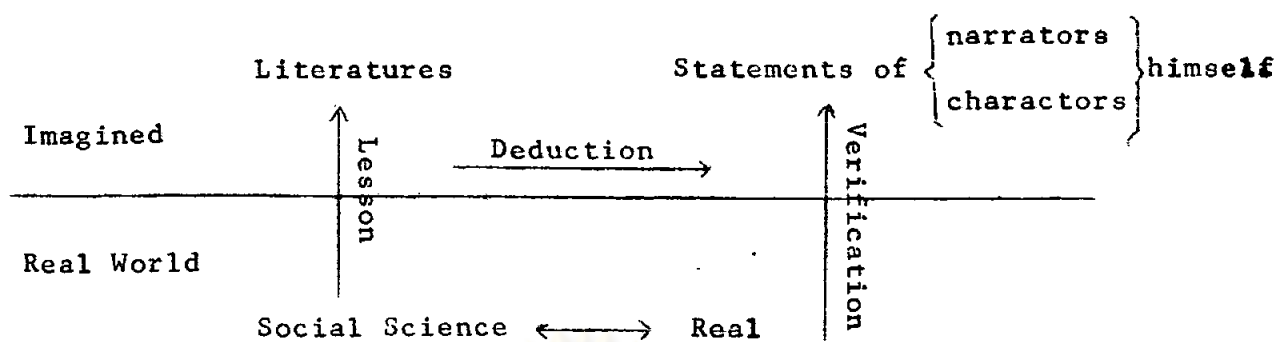 narrators
Literatures Statements of himself
charactors
Imagined
Lesson
Deduction
Verification
Real World
Social Science Real